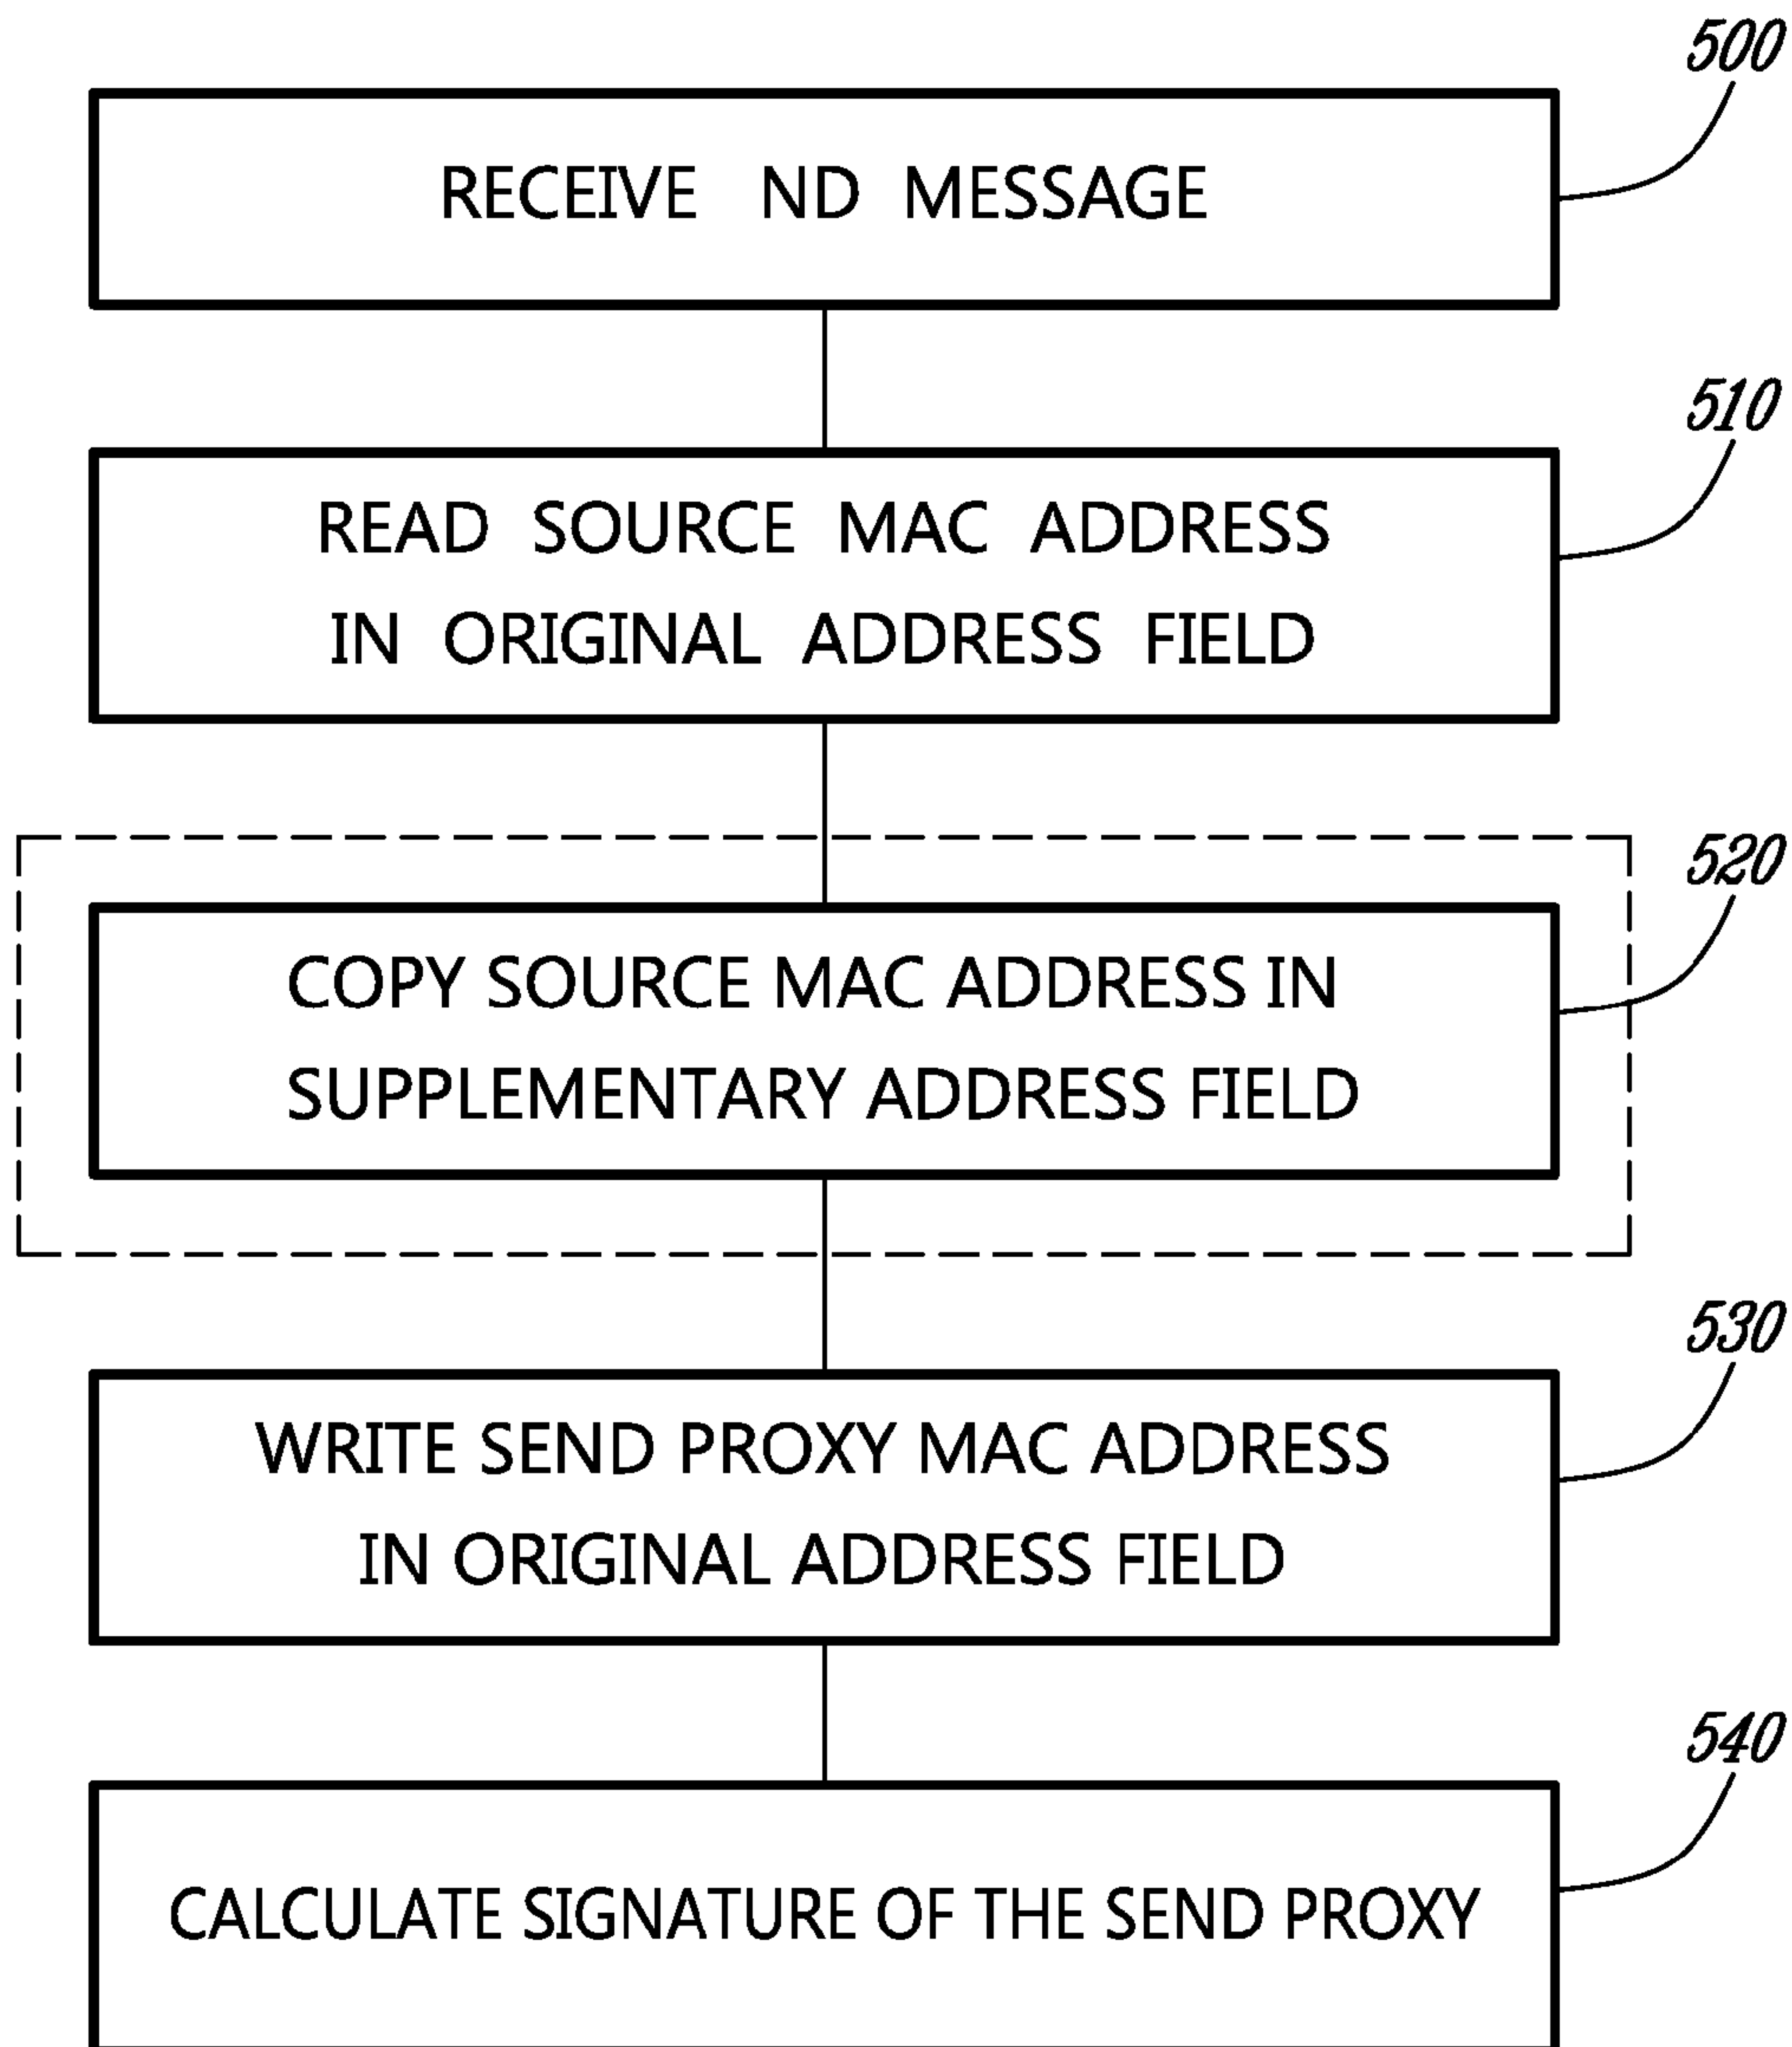 500
RECEIVE ND MESSAGE
510
READ SOURCE MAC ADDRESS
IN ORIGINAL ADDRESS FIELD
520
COPY SOURCE MAC ADDRESS IN
SUPPLEMENTARY ADDRESS FIELD
530
WRITE SEND PROXY MAC ADDRESS
IN ORIGINAL ADDRESS FIELD
540
CALCULATE SIGNATURE OF THE SEND PROXY